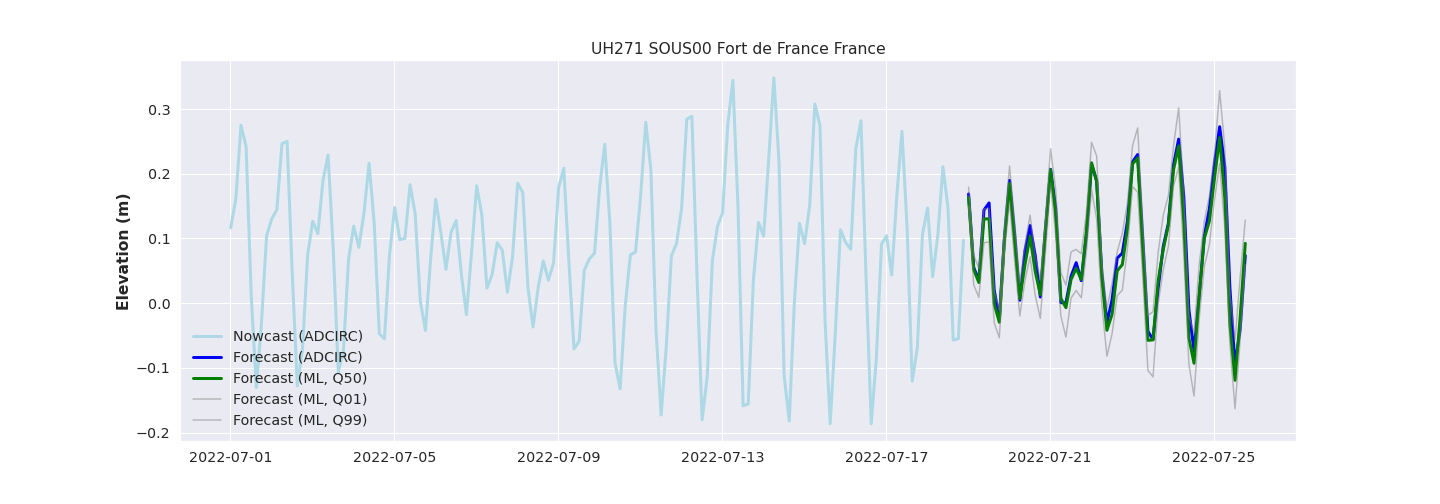 UH271 SOUS00 Fort de France France
Elevation (m)
0.3
0.2
0.1
0.0
−0.1
−0.2
Nowcast (ADCIRC)
Forecast (ADCIRC)
Forecast (ML, Q50)
Forecast (ML, Q01)
Forecast (ML, Q99)
2022-07-01 2022-07-05 2022-07-09 2022-07-13 2022-07-17 2022-07-21 2022-07-25